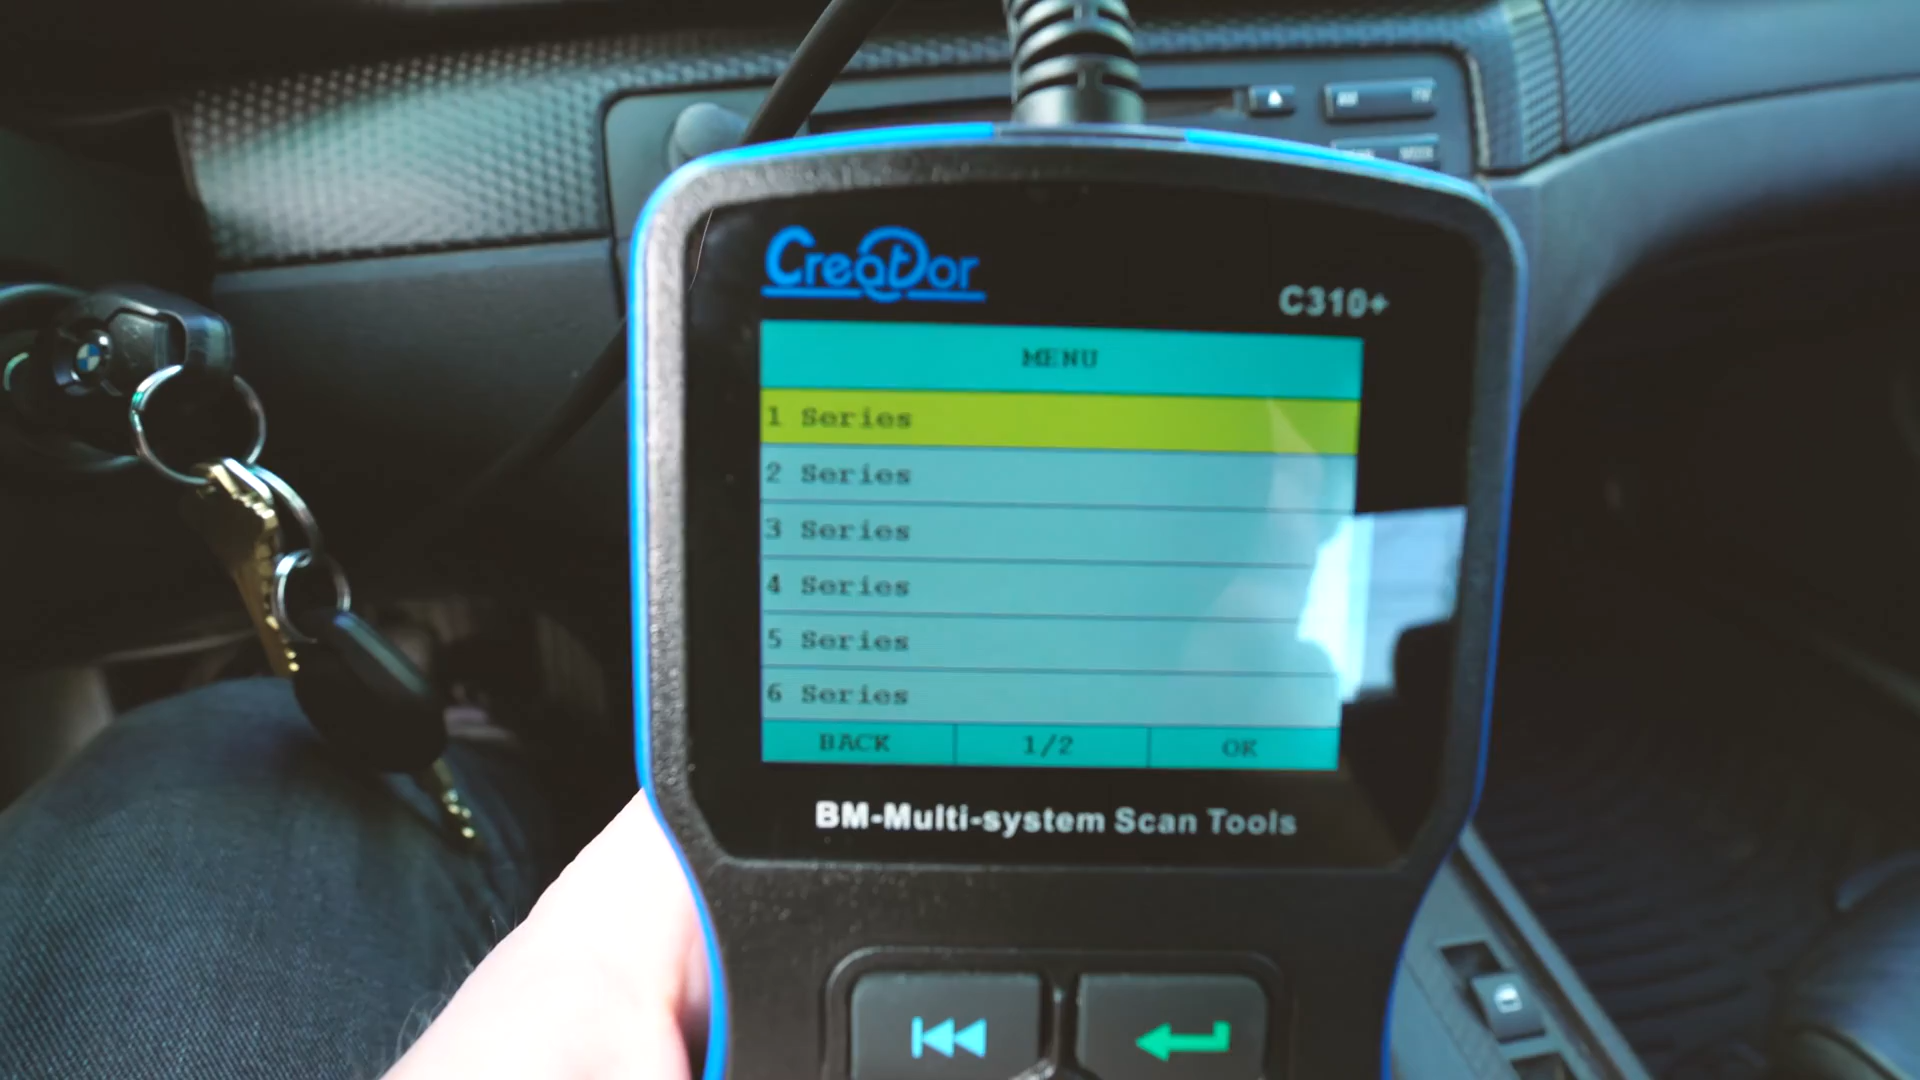 Creator
C310+
MENU
1 Series
2 Series
3 Series
4 Series
5 Series
6 Series
BACK 1/2 OK
BM-Multi-system Scan Tools